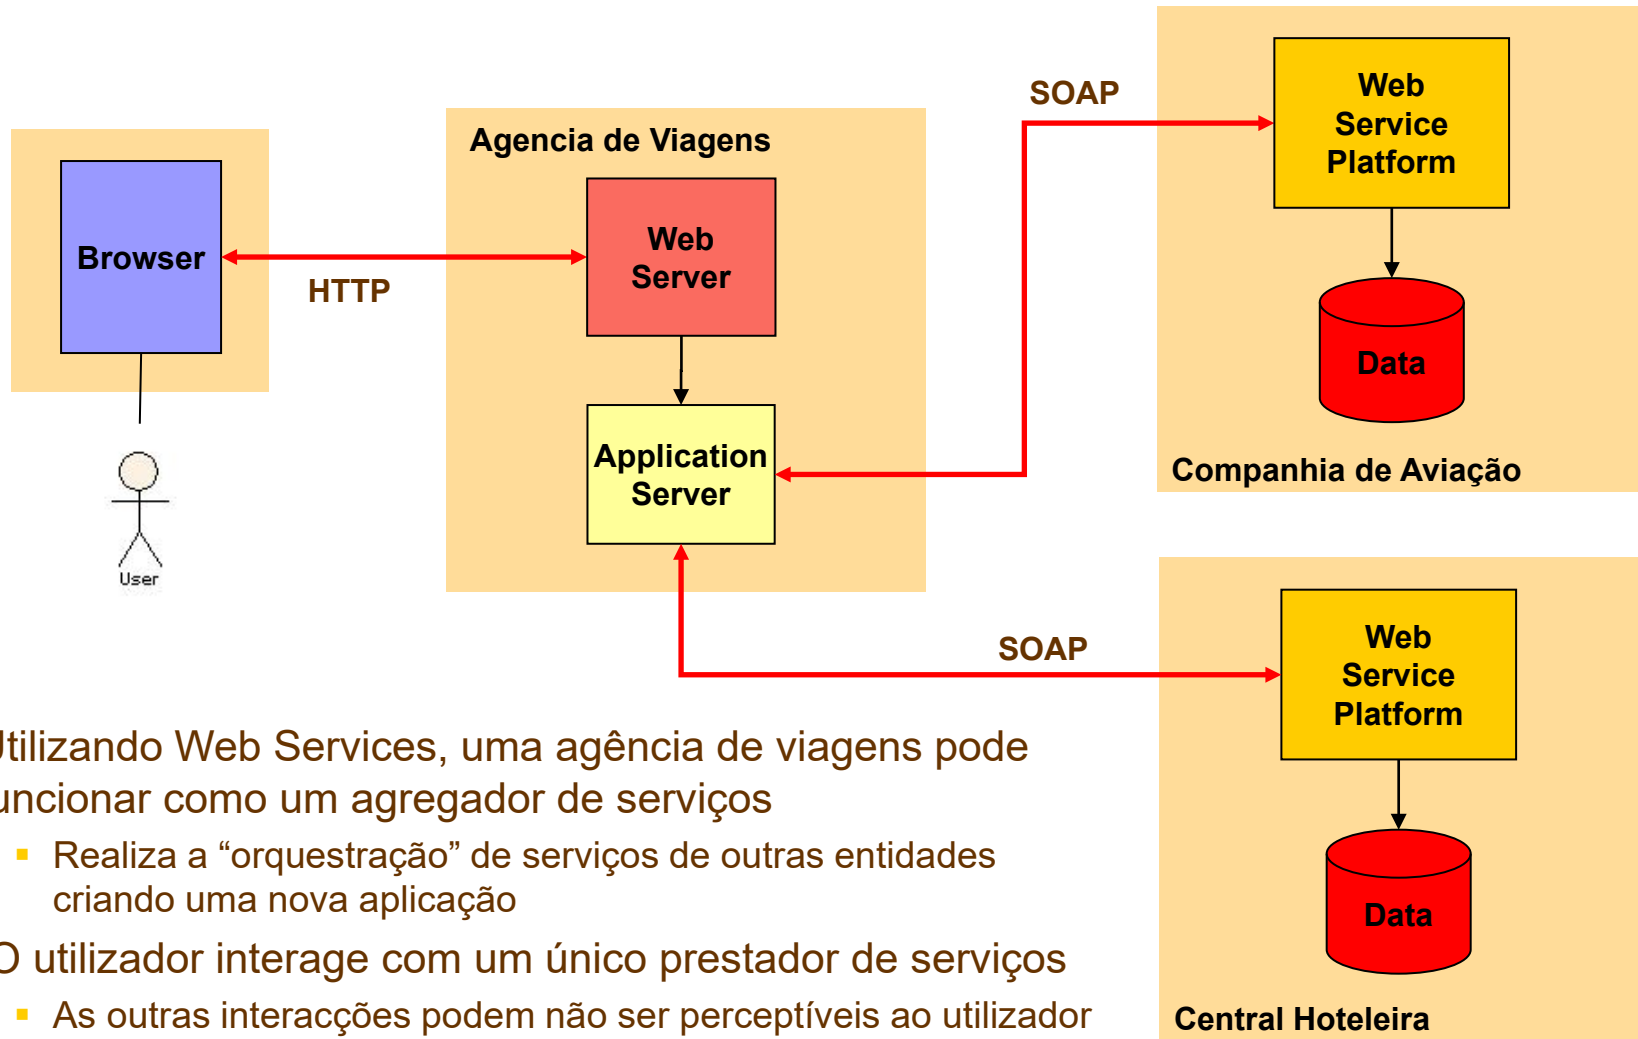 SOAP
Web
Service
Platform
Agencia de Viagens
Browser
HTTP
Web
Server
Data
Application
Server
Companhia de Aviação
User
SOAP
Web
Service
Platform
Utilizando Web Services, uma agência de viagens pode
funcionar como um agregador de serviços
Realiza a “orquestração” de serviços de outras entidades
criando uma nova aplicação
Data
O utilizador interage com um único prestador de serviços
As outras interacções podem não ser perceptíveis ao utilizador
Central Hoteleira